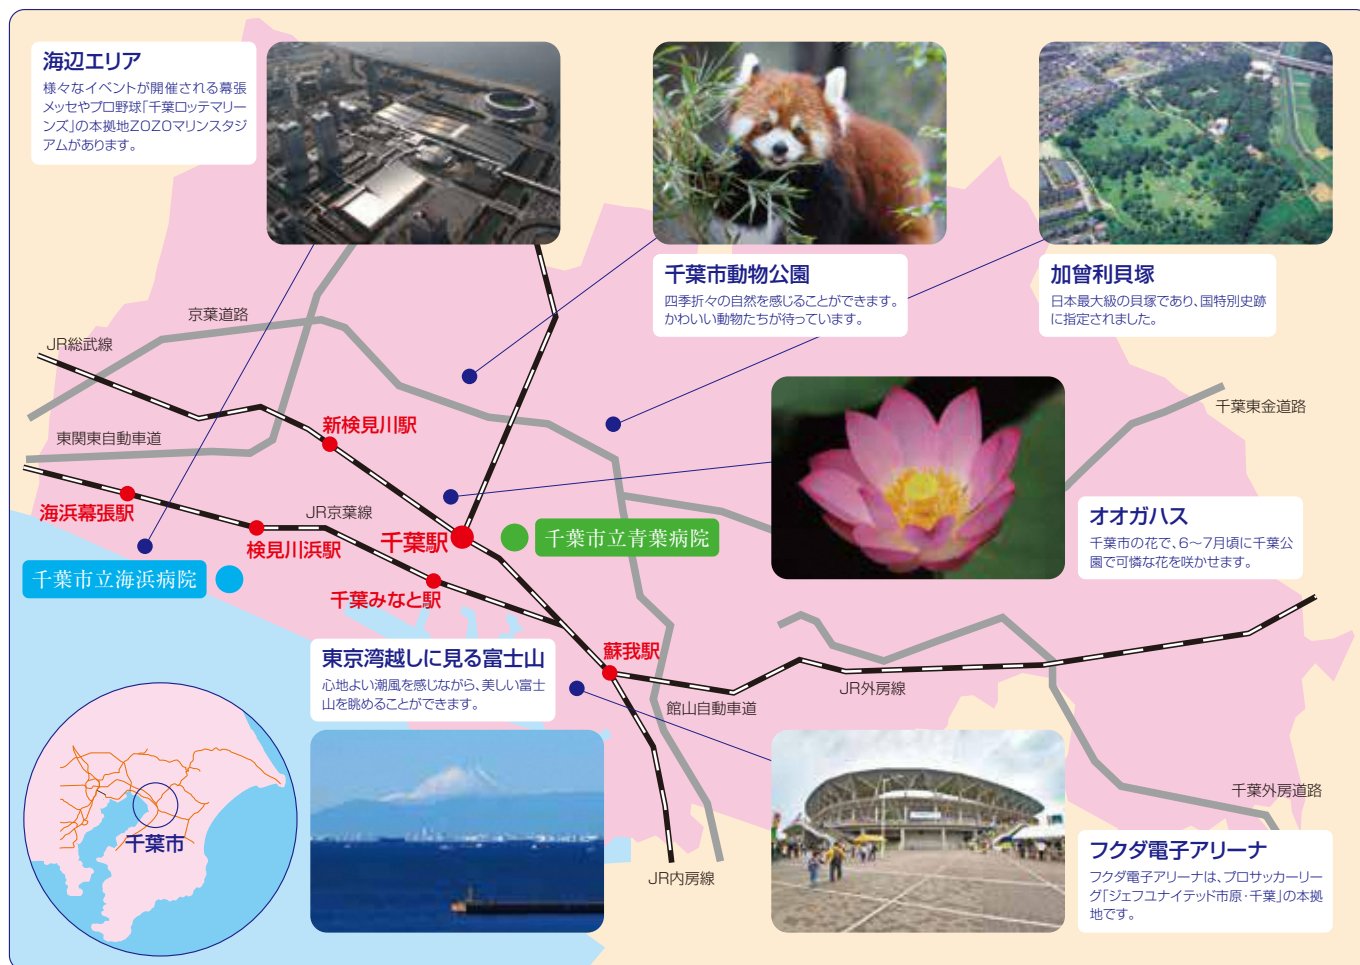 海辺エリア
様々なイベントが開催される幕張
メッセやプロ野球「千葉ロッテマリー
ンズ」の本拠地ZOZOマリンスタジ
アムがあります。
千葉市動物公園
四季折々の自然を感じることができます。
かわいい動物たちが待っています。
加曾利貝塚
日本最大級の貝塚であり、国特別史跡
に指定されました。
京葉道路
JR総武線
東関東自動車道
新検見川駅
千葉東金道路
海浜幕張駅
JR京葉線
検見川浜駅
千葉駅
千葉市立青葉病院
オオガハス
千葉市の花で、6〜7月頃に千葉公
園で可憐な花を咲かせます。
千葉市立海浜病院
千葉みなと駅
東京湾越しに見る富士山
心地よい潮風を感じながら、美しい富士
山を眺めることができます。
蘇我駅
館山自動車道
JR外房線
千葉外房道路
千葉市
JR内房線
フクダ電子アリーナ
フクダ電子アリーナは、プロサッカーリー
グ「ジェフユナイテッド市原・千葉」の本拠
地です。